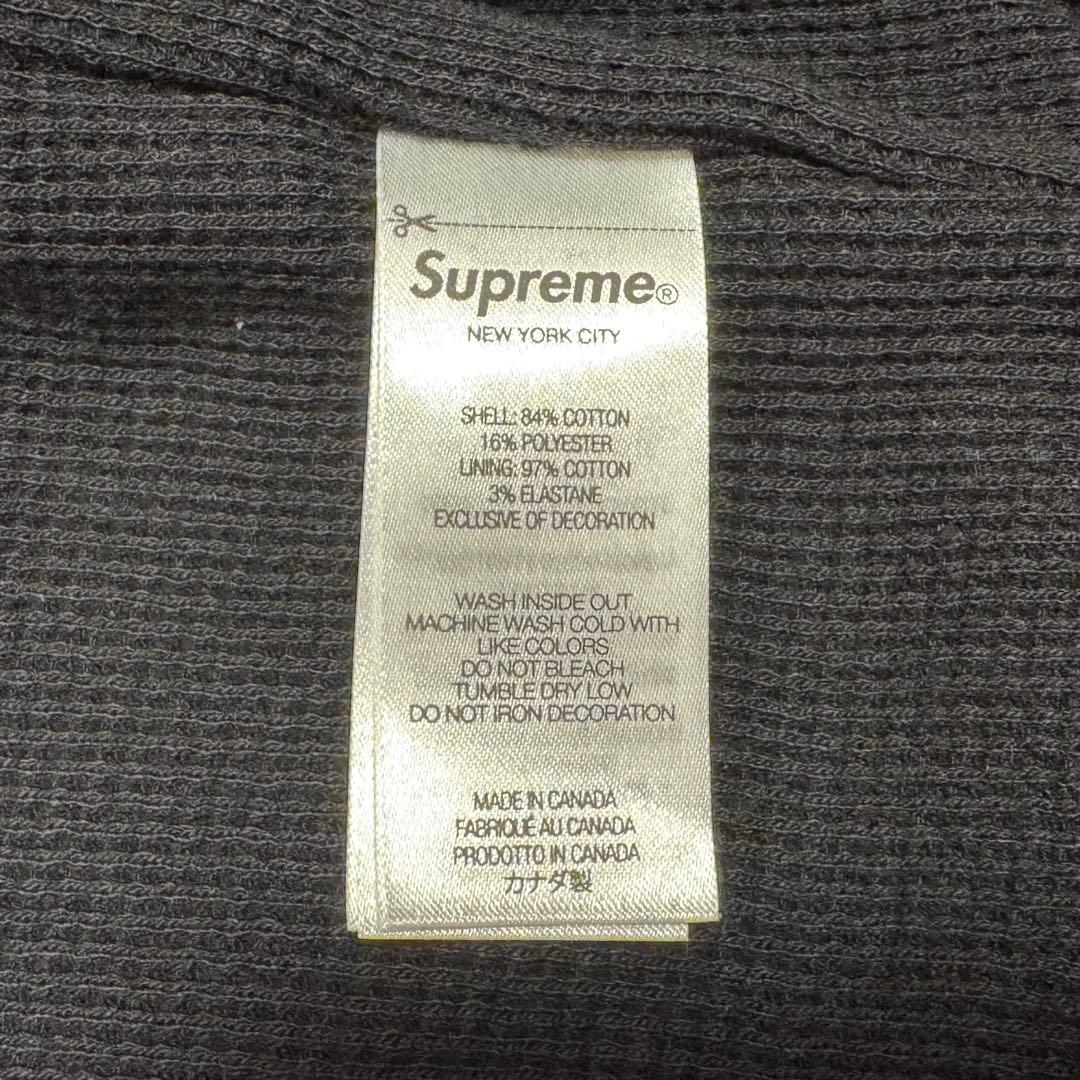 Supreme®
NEW YORK CITY
SHELL: 84% COTTON
16% POLYESTER
LINING: 97% COTTON
3% ELASTANE
EXCLUSIVE OF DECORATION
WASH INSIDE OUT
MACHINE WASH COLD WITH
LIKE COLORS
DO NOT BLEACH
TUMBLE DRY LOW
DO NOT IRON DECORATION
MADE IN CANADA
FABRIQUÉ AU CANADA
PRODOTTO IN CANADA
カナダ製